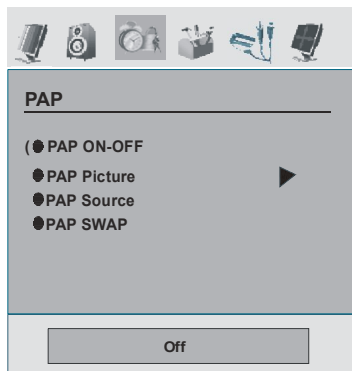 PAP
(● PAP ON-OFF
● PAP Picture
● PAP Source
● PAP SWAP
Off